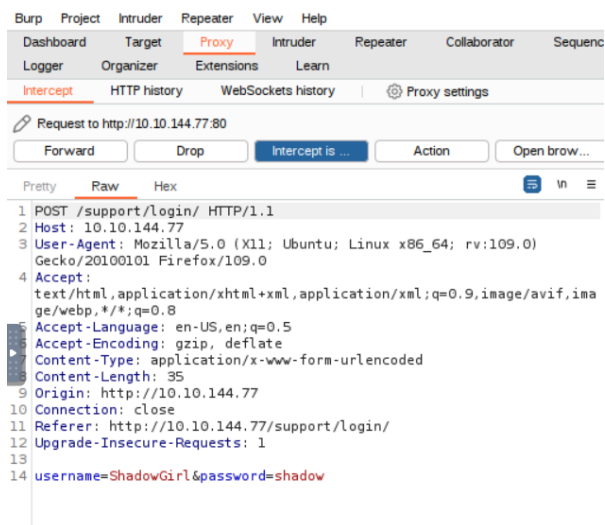 Burp Project Intruder Repeater View Help
Dashboard Target Proxy Intruder Repeater Collaborator Sequenc
Logger Organizer Extensions Learn
Intercept HTTP history WebSockets history Proxy settings
Request to http://10.10.144.77:80
Forward Drop Intercept is ... Action Open brow...
Pretty Raw Hex \n
1 POST /support/login/ HTTP/1.1
2 Host: 10.10.144.77
3 User-Agent: Mozilla/5.0 (X11; Ubuntu; Linux x86_64; rv:109.0)
Gecko/20100101 Firefox/109.0
4 Accept:
text/html,application/xhtml+xml,application/xml;q=0.9,image/avif,ima
ge/webp,*/*;q=0.8
5 Accept-Language: en-US,en;q=0.5
6 Accept-Encoding: gzip, deflate
7 Content-Type: application/x-www-form-urlencoded
8 Content-Length: 35
9 Origin: http://10.10.144.77
10 Connection: close
11 Referer: http://10.10.144.77/support/login/
12 Upgrade-Insecure-Requests: 1
13
14 username=ShadowGirl&password=shadow